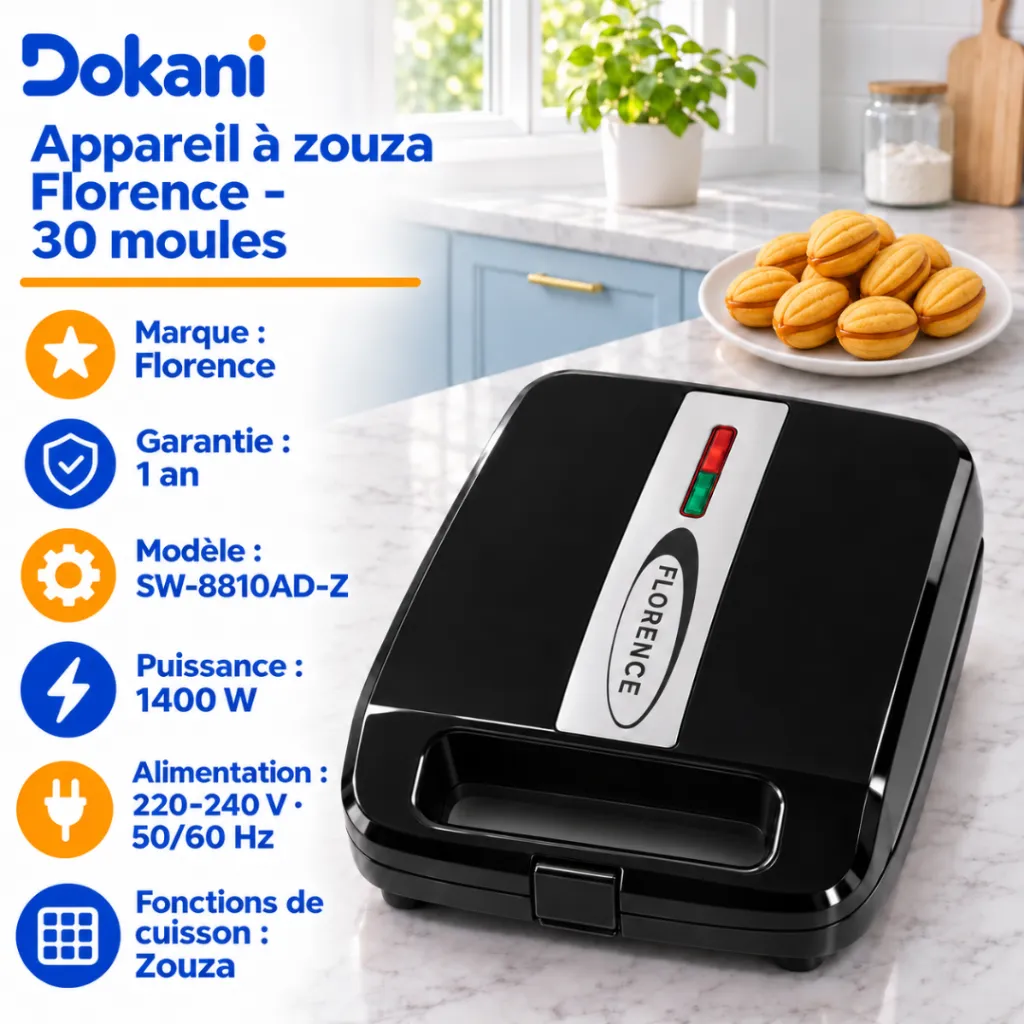 Dokani
Appareil à zouza
Florence -
30 moules
Marque :
Florence
Garantie :
1 an
Modèle :
SW-8810AD-Z
Puissance :
1400 W
Alimentation :
220-240 V ·
50/60 Hz
Fonctions de
cuisson :
Zouza
FLORENCE